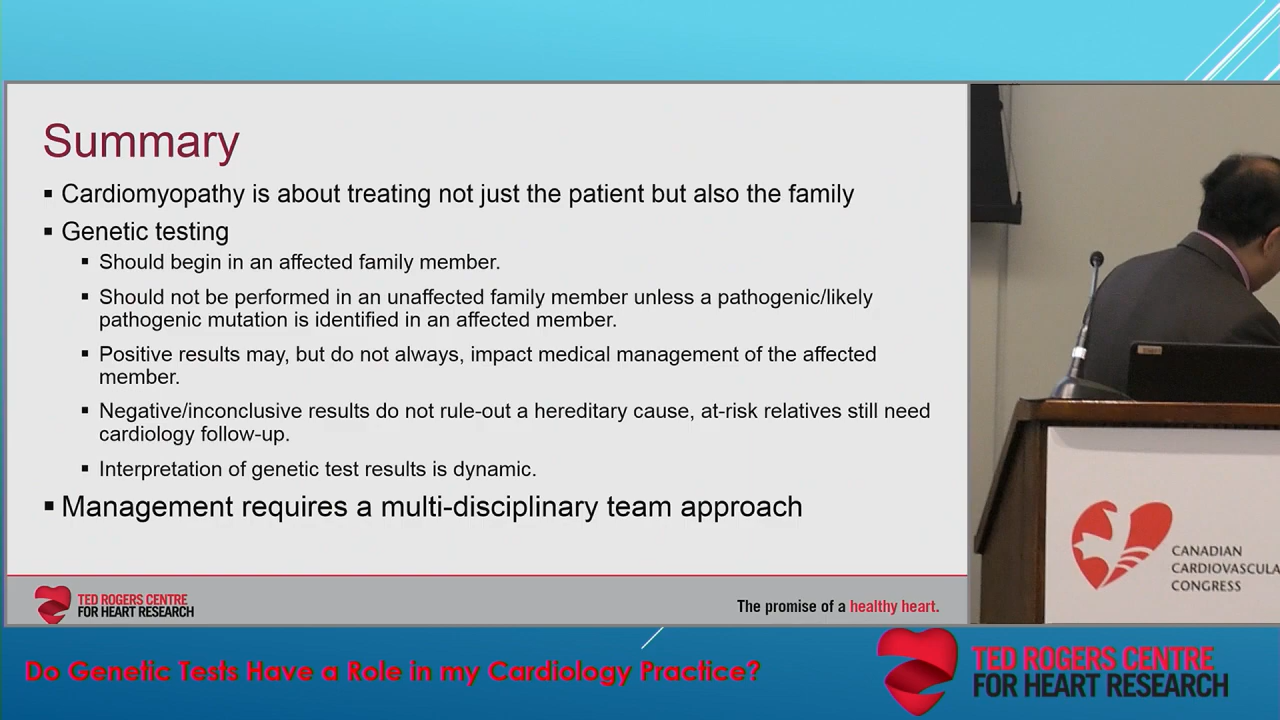 Summary
▪ Cardiomyopathy is about treating not just the patient but also the family
▪ Genetic testing
▪ Should begin in an affected family member.
▪ Should not be performed in an unaffected family member unless a pathogenic/likely
pathogenic mutation is identified in an affected member.
▪ Positive results may, but do not always, impact medical management of the affected
member.
▪ Negative/inconclusive results do not rule-out a hereditary cause, at-risk relatives still need
cardiology follow-up.
▪ Interpretation of genetic test results is dynamic.
▪ Management requires a multi-disciplinary team approach
TED ROGERS CENTRE
FOR HEART RESEARCH
The promise of a healthy heart.
CANADIAN
CARDIOVASCULA
CONGRESS
Do Genetic Tests Have a Role in my Cardiology Practice?
TED ROGERS CENTRE
FOR HEART RESEARCH